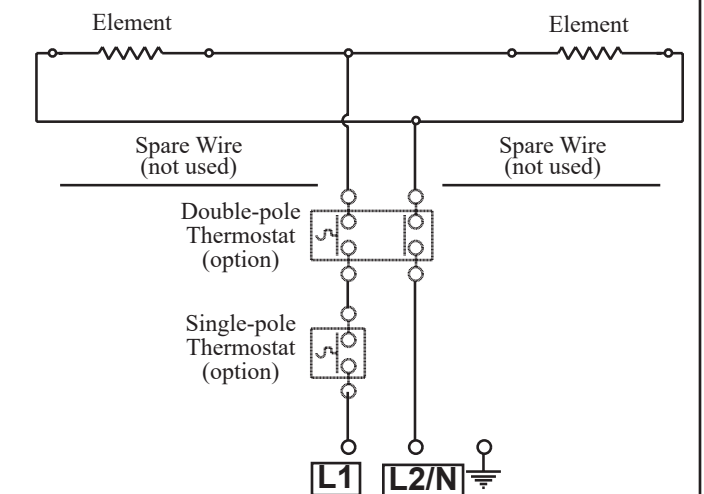 Element
Element
Spare Wire
(not used)
Spare Wire
(not used)
Double-pole
Thermostat
(option)
Single-pole
Thermostat
(option)
L1
L2/N